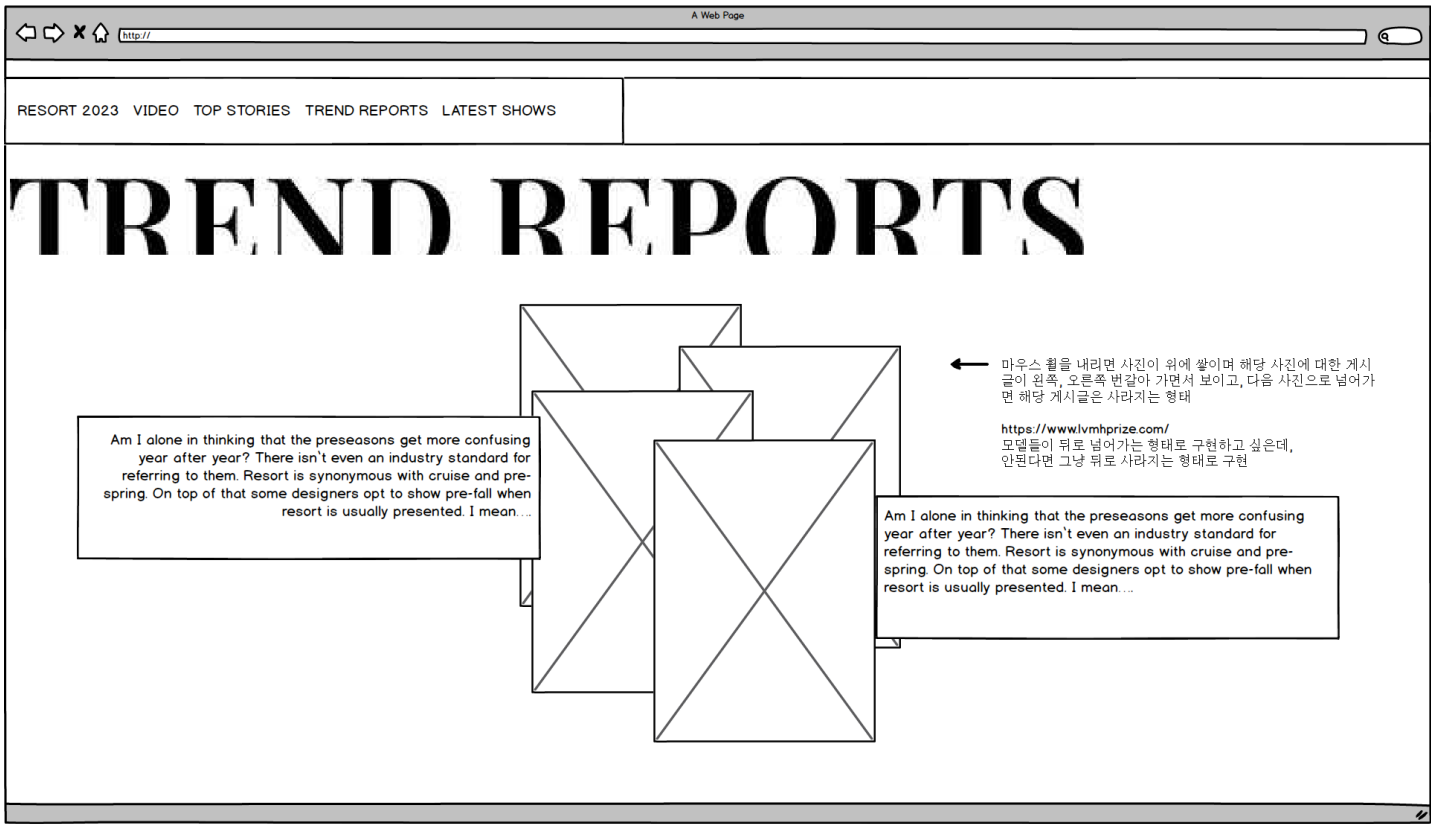 A Web Page
http://
RESORT 2023 VIDEO TOP STORIES TREND REPORTS LATEST SHOWS
TREND REPORTS
마우스 휠을 내리면 사진이 위에 쌓이며 해당 사진에 대한 게시
글이 왼쪽, 오른쪽 번갈아 가면서 보이고, 다음 사진으로 넘어가
면 해당 게시글은 사라지는 형태
https://www.lvmhprize.com/
모델들이 뒤로 넘어가는 형태로 구현하고 싶은데,
안된다면 그냥 뒤로 사라지는 형태로 구현
Am I alone in thinking that the preseasons get more confusing
year after year? There isn`t even an industry standard for
referring to them. Resort is synonymous with cruise and pre-
spring. On top of that some designers opt to show pre-fall when
resort is usually presented. I mean....
Am I alone in thinking that the preseasons get more confusing
year after year? There isn`t even an industry standard for
referring to them. Resort is synonymous with cruise and pre-
spring. On top of that some designers opt to show pre-fall when
resort is usually presented. I mean....